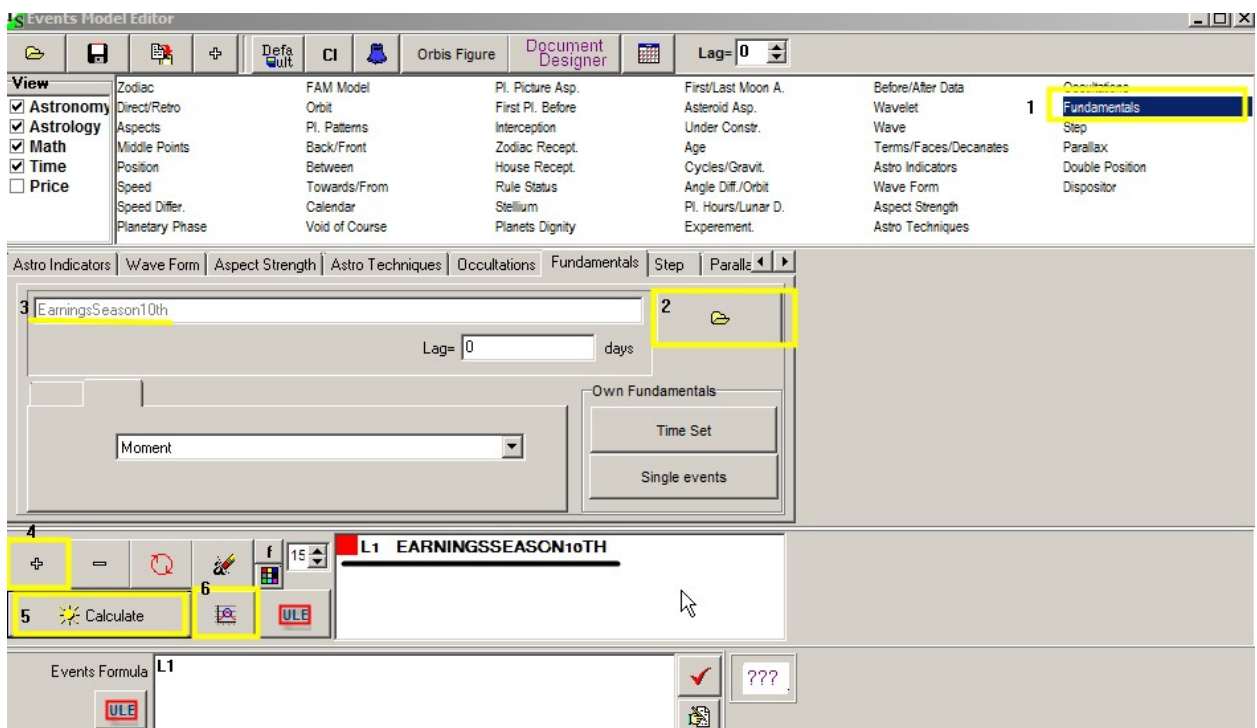 Events Model Editor
Default CI Orbis Figure Document Designer Lag= 0
View
Astronomy
Astrology
Math
Time
Price
Zodiac FAM Model Pl. Picture Asp. First/Last Moon A. Before/After Data Occultations
Direct/Retro Orbit First Pl. Before Asteroid Asp. Wavelet 1 Fundamentals
Aspects Pl. Patterns Interception Under Constr. Wave Step
Middle Points Back/Front Zodiac Recept. Age Terms/Faces/Decanates Parallax
Position Between House Recept. Cycles/Gravit. Astro Indicators Double Position
Speed Towards/From Rule Status Angle Diff./Orbit Wave Form Dispositor
Speed Differ. Calendar Stellium Pl. Hours/Lunar D. Aspect Strength
Planetary Phase Void of Course Planets Dignity Experement. Astro Techniques
Astro Indicators Wave Form Aspect Strength Astro Techniques Occultations Fundamentals Step Paralla
3 EarningsSeason10th 2
Lag= 0 days
Own Fundamentals
Moment Time Set
Single events
4
f 15 L1 EARNINGSSEASON10TH
6
5 Calculate ULE
Events Formula L1 ???
ULE